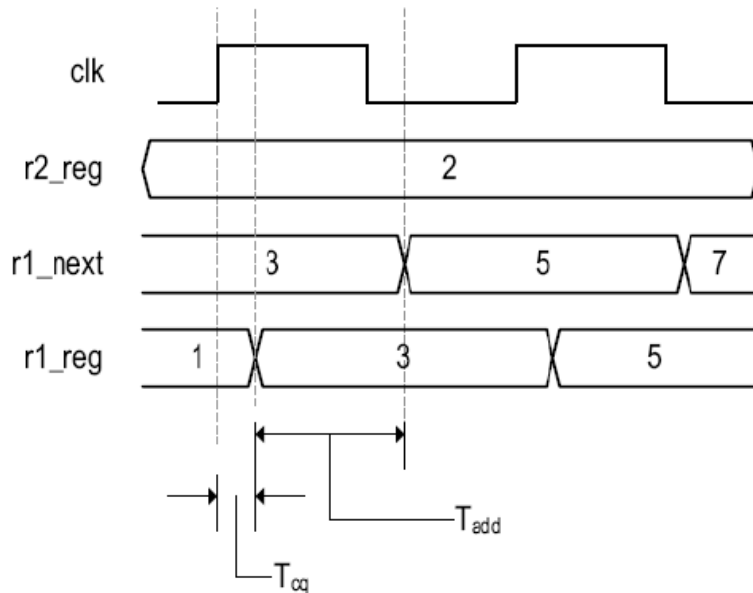 clk
r2_reg 2
r1_next 3 5 7
r1_reg 1 3 5
Tadd
Tcq